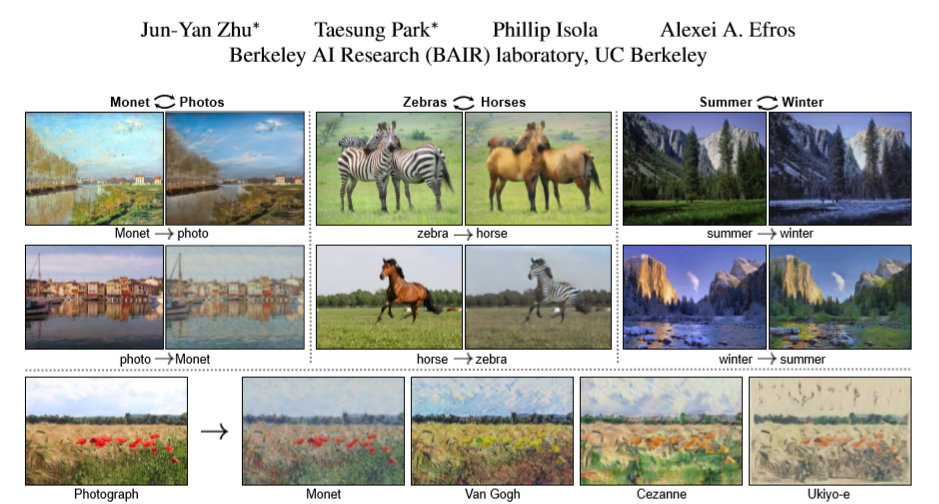 Jun-Yan Zhu* Taesung Park* Phillip Isola Alexei A. Efros
Berkeley AI Research (BAIR) laboratory, UC Berkeley
Monet Photos
Zebras Horses
Summer Winter
Monet → photo
zebra → horse
summer → winter
photo → Monet
horse → zebra
winter → summer
Photograph
Monet
Van Gogh
Cezanne
Ukiyo-e